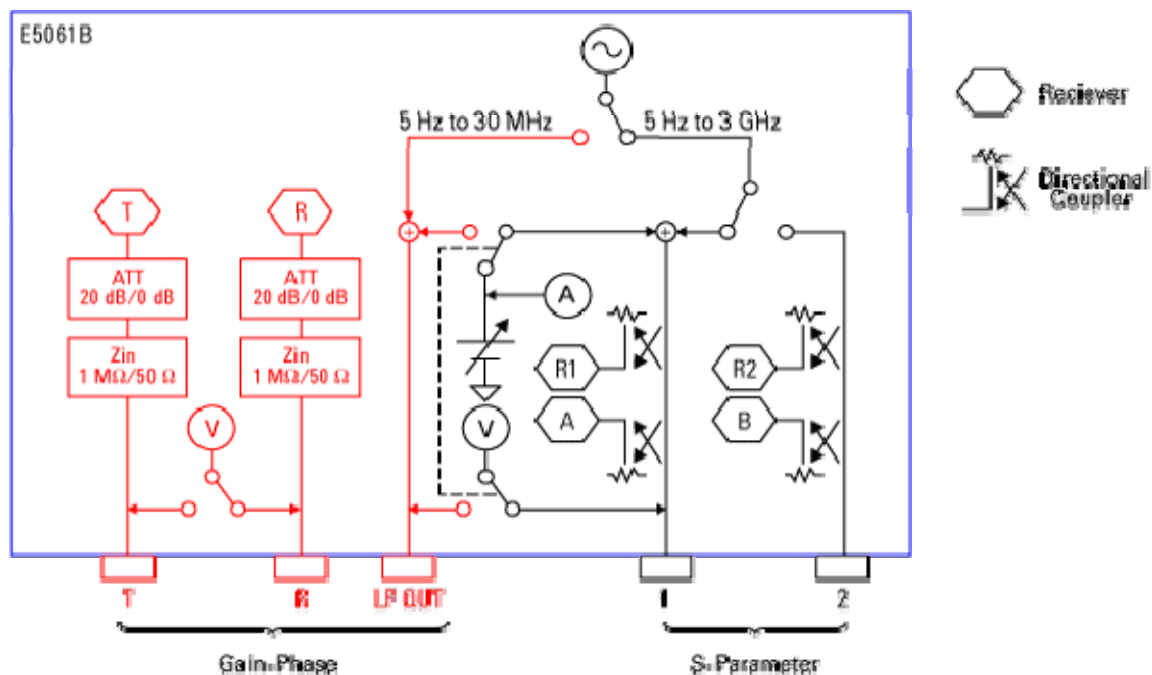 E5061B
5 Hz to 30 MHz
5 Hz to 3 GHz
Reciever
Directional
Coupler
T
R
ATT
20 dB/0 dB
ATT
20 dB/0 dB
A
Zin
1 MΩ/50 Ω
Zin
1 MΩ/50 Ω
R1
R2
V
V
A
B
T
R
LF OUT
1
2
Gain-Phase
S-Parameter